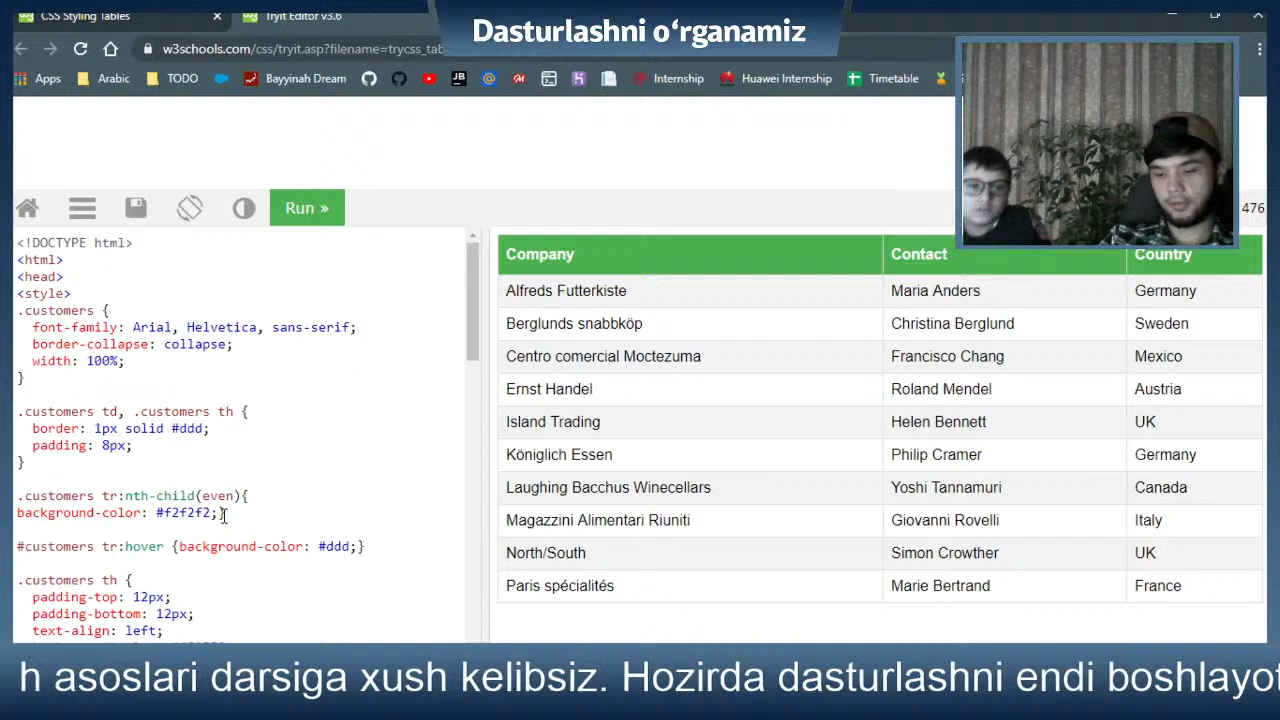 CSS Styling Tables
Tryit Editor v3.6
Dasturlashni o‘rganamiz
w3schools.com/css/tryit.asp?filename=trycss_tab
Apps Arabic TODO Bayyinah Dream Internship Huawei Internship Timetable
Run »
476
<!DOCTYPE html>
<html>
<head>
<style>
.customers {
font-family: Arial, Helvetica, sans-serif;
border-collapse: collapse;
width: 100%;
}
.customers td, .customers th {
border: 1px solid #ddd;
padding: 8px;
}
.customers tr:nth-child(even){
background-color: #f2f2f2;}
#customers tr:hover {background-color: #ddd;}
.customers th {
padding-top: 12px;
padding-bottom: 12px;
text-align: left;
Company Contact Country
Alfreds Futterkiste Maria Anders Germany
Berglunds snabbköp Christina Berglund Sweden
Centro comercial Moctezuma Francisco Chang Mexico
Ernst Handel Roland Mendel Austria
Island Trading Helen Bennett UK
Königlich Essen Philip Cramer Germany
Laughing Bacchus Winecellars Yoshi Tannamuri Canada
Magazzini Alimentari Riuniti Giovanni Rovelli Italy
North/South Simon Crowther UK
Paris spécialités Marie Bertrand France
h asoslari darsiga xush kelibsiz. Hozirda dasturlashni endi boshlayot